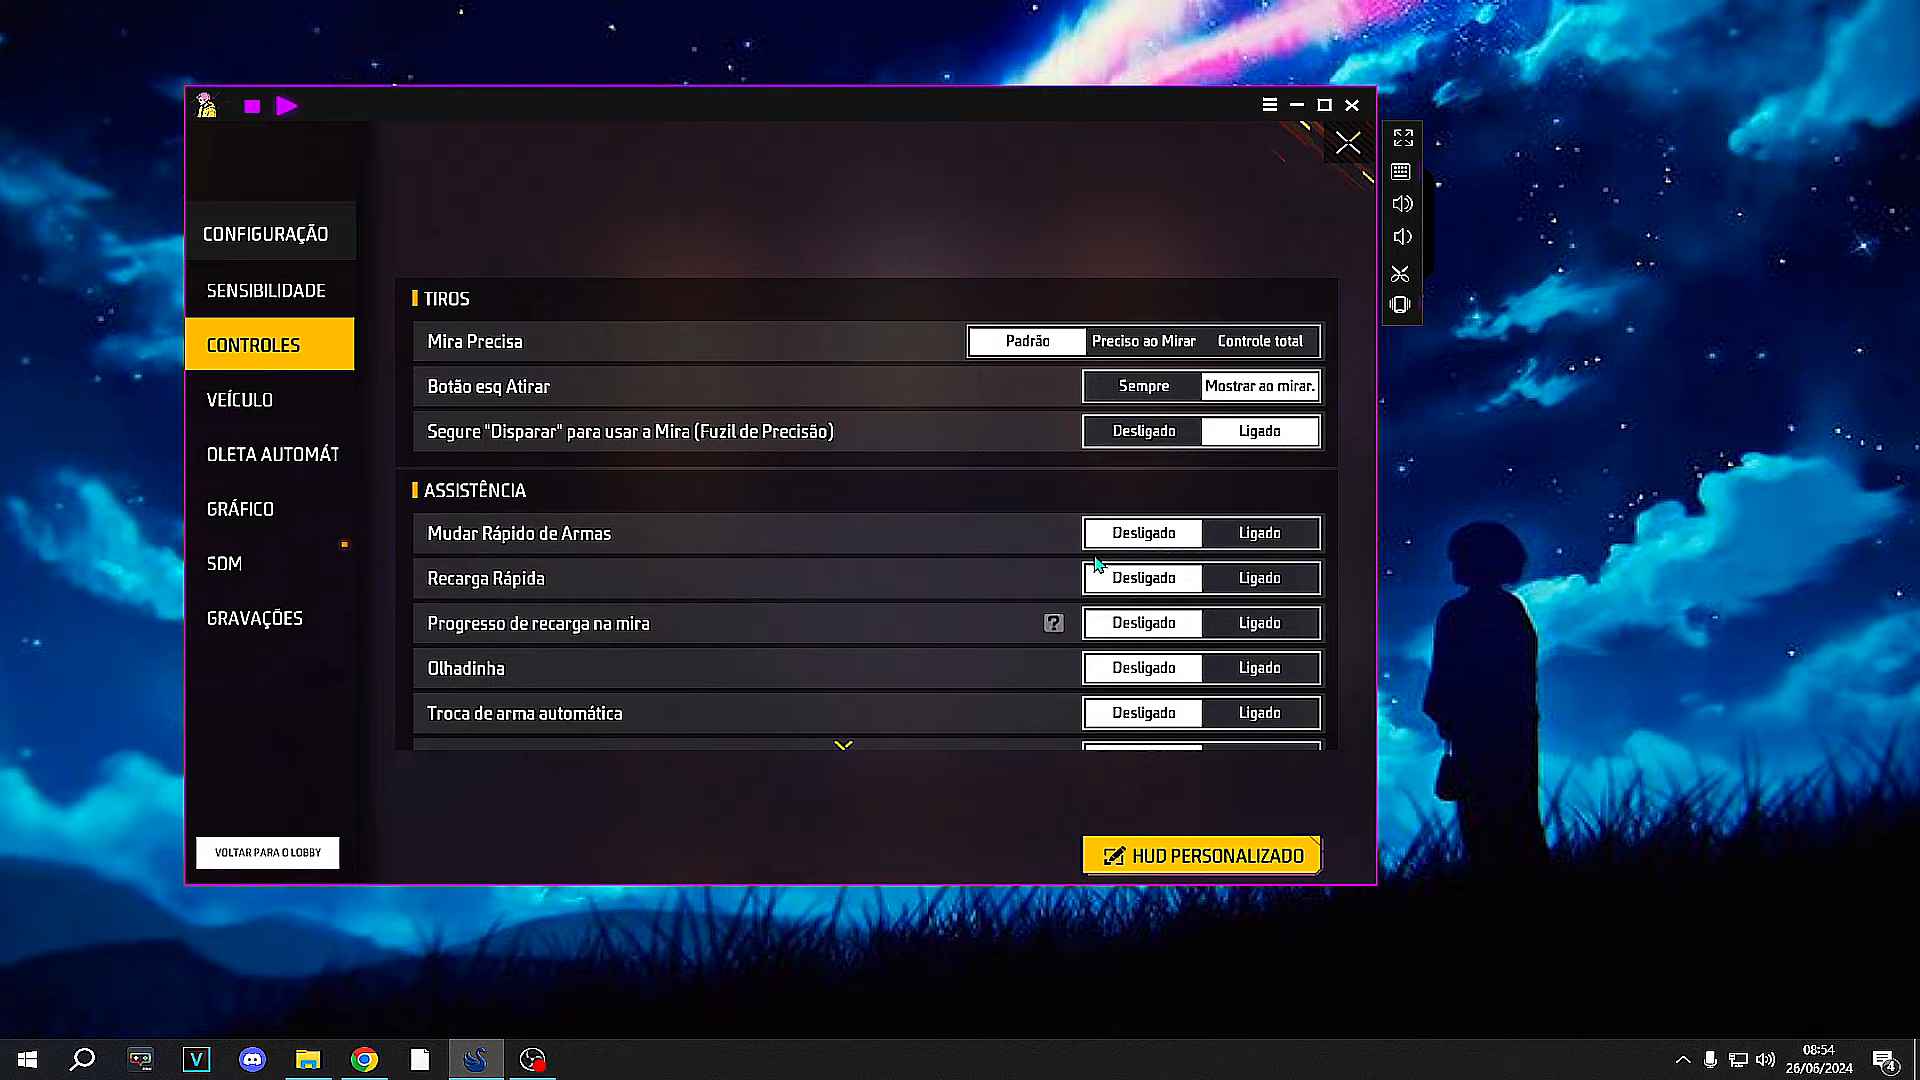 CONFIGURAÇÃO
SENSIBILIDADE
CONTROLES
VEÍCULO
OLETA AUTOMÁT
GRÁFICO
SOM
GRAVAÇÕES
VOLTAR PARA O LOBBY
TIROS
Mira Precisa
Padrão
Preciso ao Mirar
Controle total
Botão esq Atirar
Sempre
Mostrar ao mirar.
Segure "Disparar" para usar a Mira (Fuzil de Precisão)
Desligado
Ligado
ASSISTÊNCIA
Mudar Rápido de Armas
Desligado
Ligado
Recarga Rápida
Desligado
Ligado
Progresso de recarga na mira
?
Desligado
Ligado
Olhadinha
Desligado
Ligado
Troca de arma automática
Desligado
Ligado
HUD PERSONALIZADO
V
08:54
26/06/2024
4